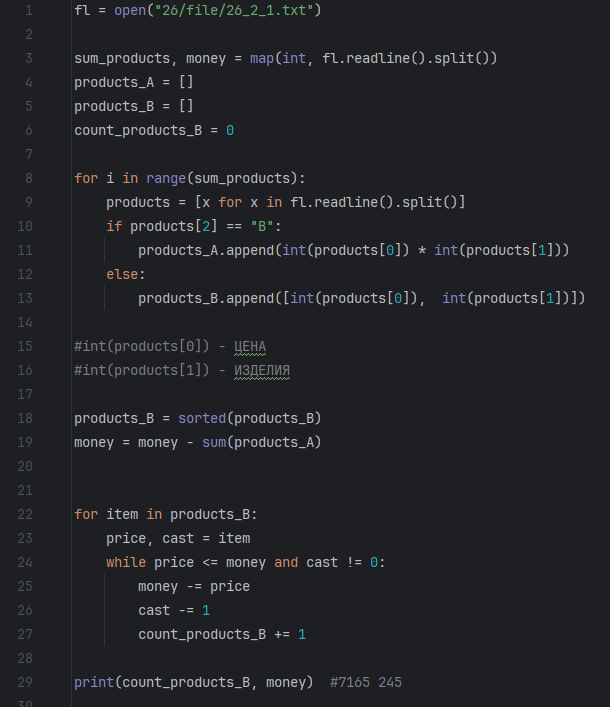 1 fl = open("26/file/26_2_1.txt")
2
3 sum_products, money = map(int, fl.readline().split())
4 products_A = []
5 products_B = []
6 count_products_B = 0
7
8 for i in range(sum_products):
9     products = [x for x in fl.readline().split()]
10     if products[2] == "B":
11         products_A.append(int(products[0]) * int(products[1]))
12     else:
13         products_B.append([int(products[0]),  int(products[1])])
14
15 #int(products[0]) - ЦЕНА
16 #int(products[1]) - ИЗДЕЛИЯ
17
18 products_B = sorted(products_B)
19 money = money - sum(products_A)
20
21
22 for item in products_B:
23     price, cast = item
24     while price <= money and cast != 0:
25         money -= price
26         cast -= 1
27         count_products_B += 1
28
29 print(count_products_B, money)  #7165 245
30